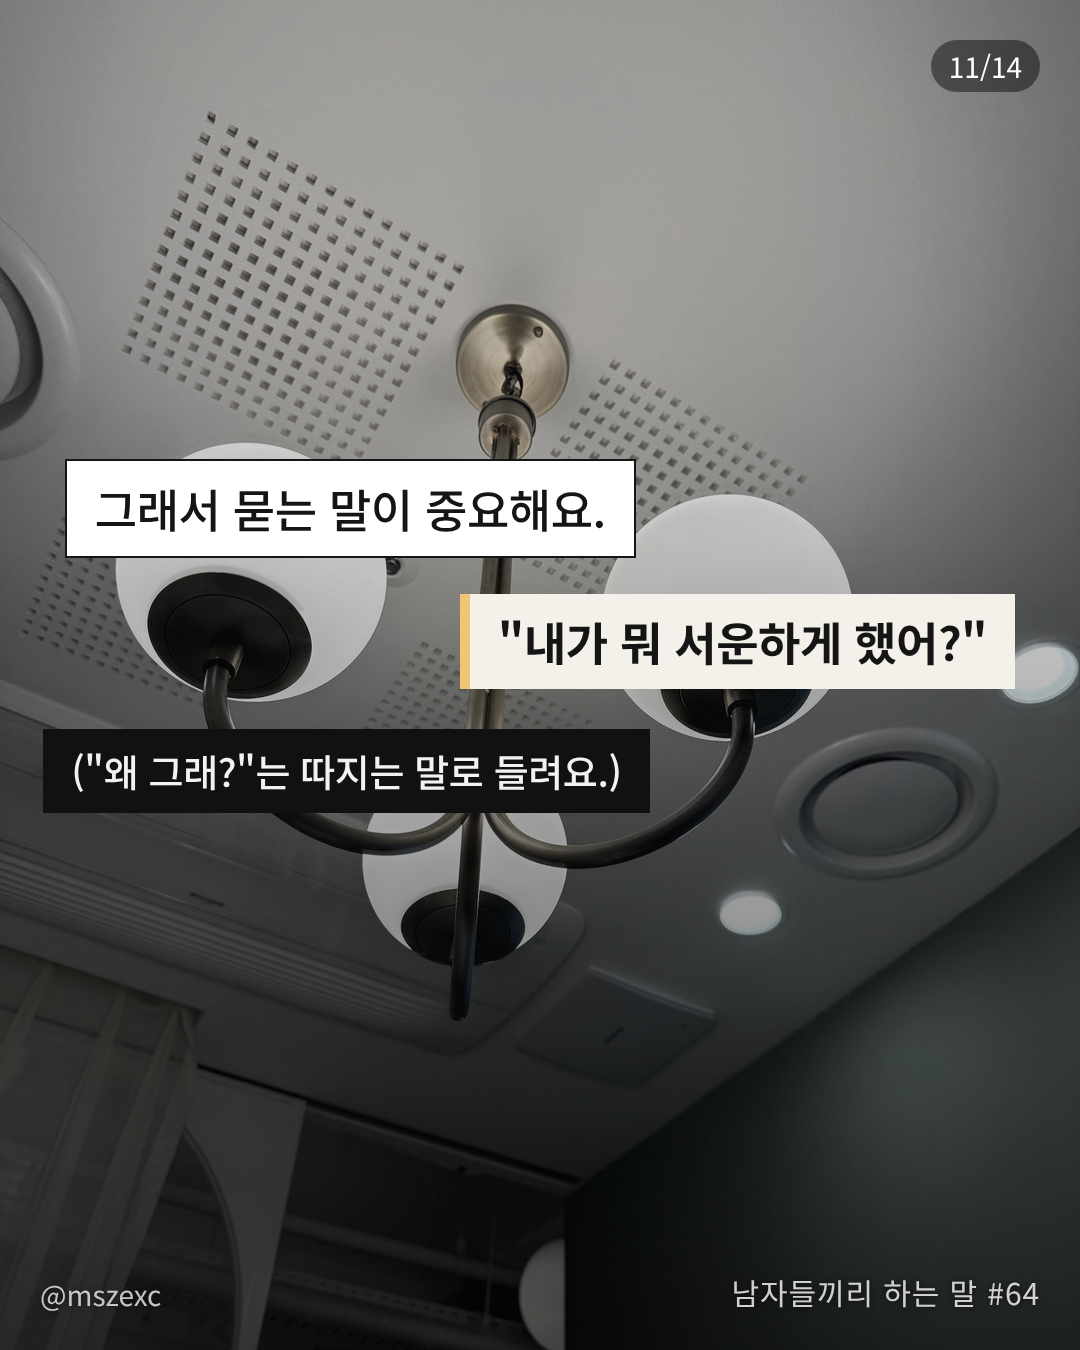 11/14
그래서 묻는 말이 중요해요.
"내가 뭐 서운하게 했어?"
("왜 그래?"는 따지는 말로 들려요.)
@mszexc
남자들끼리 하는 말 #64